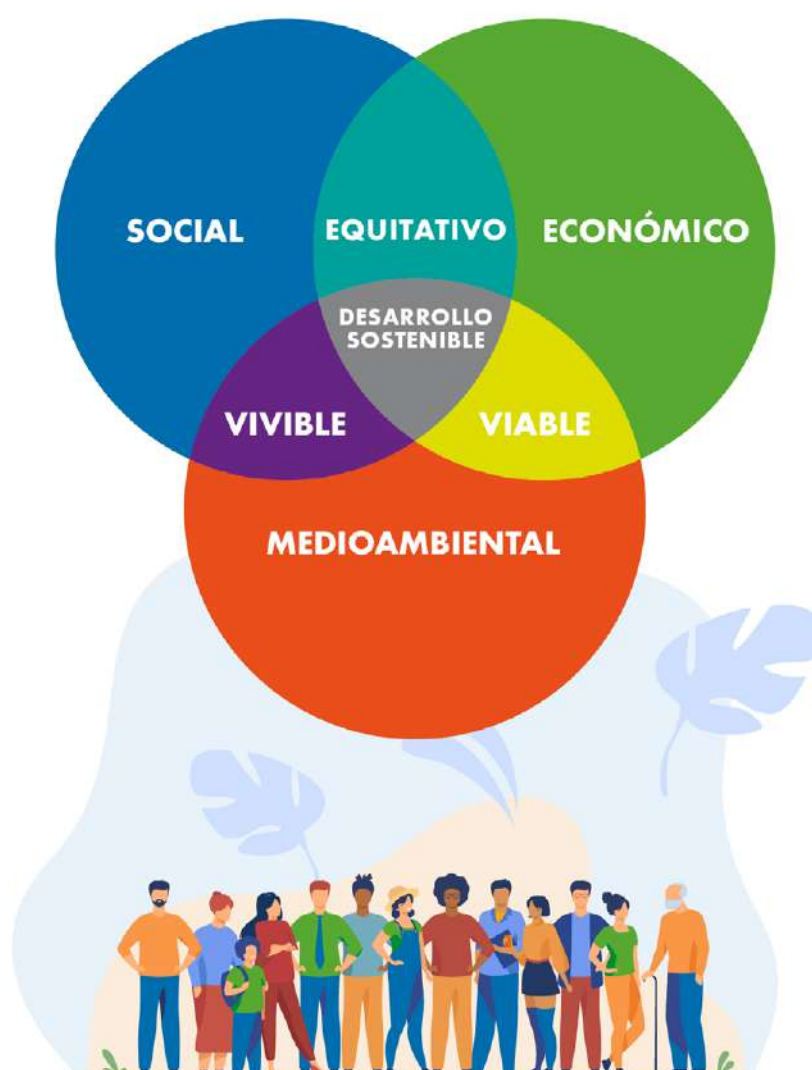 SOCIAL
EQUITATIVO
ECONÓMICO
DESARROLLO
SOSTENIBLE
VIVIBLE
VIABLE
MEDIOAMBIENTAL